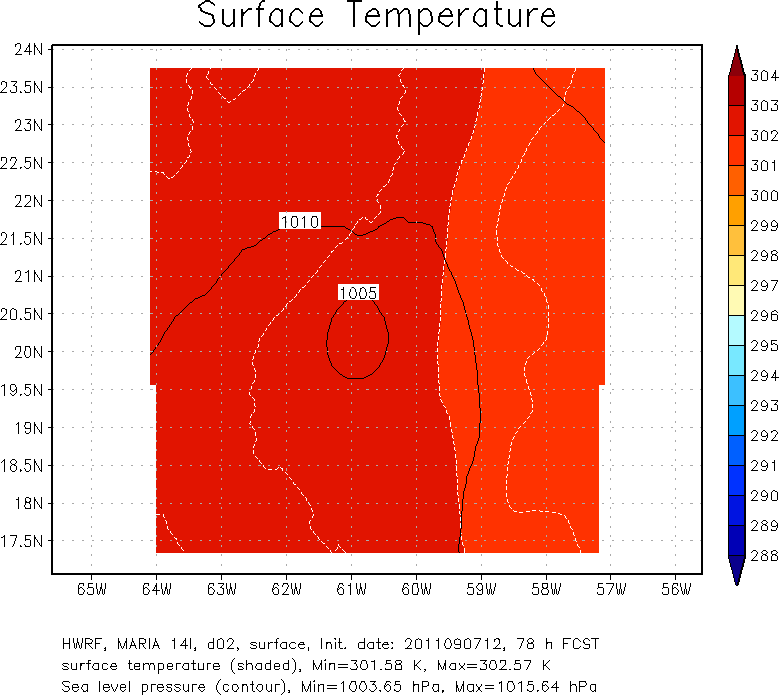 Surface Temperature
24N
23.5N
23N
22.5N
22N
21.5N
21N
20.5N
20N
19.5N
19N
18.5N
18N
17.5N
1010
1005
304
303
302
301
300
299
298
297
296
295
294
293
292
291
290
289
288
65W 64W 63W 62W 61W 60W 59W 58W 57W 56W
HWRF, MARIA 14l, d02, surface, Init. date: 2011090712, 78 h FCST
surface temperature (shaded), Min=301.58 K, Max=302.57 K
Sea level pressure (contour), Min=1003.65 hPa, Max=1015.64 hPa